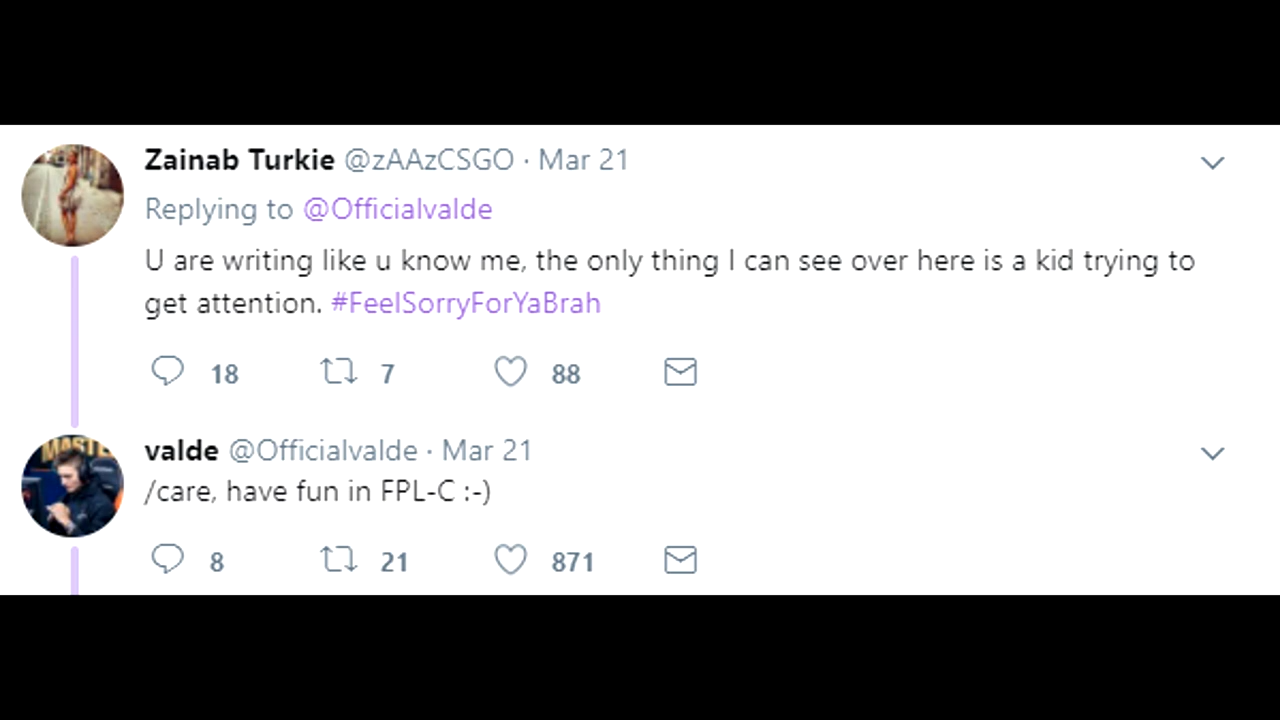 Zainab Turkie @zAAzCSGO · Mar 21
Replying to @Officialvalde
U are writing like u know me, the only thing I can see over here is a kid trying to
get attention. #FeelSorryForYaBrah
18 7 88
MASTE
valde @Officialvalde · Mar 21
/care, have fun in FPL-C :-)
8 21 871